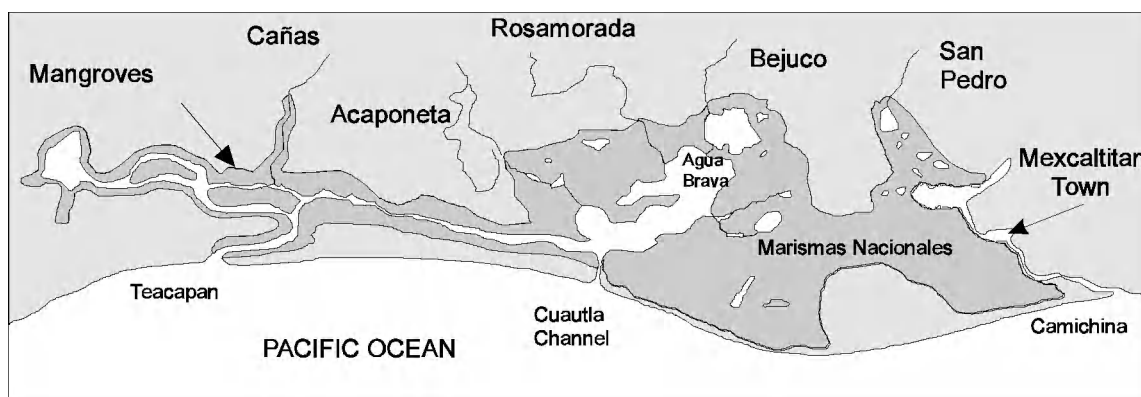 Cañas
Rosamorada
Bejuco
San
Pedro
Mangroves
Acaponeta
Agua
Brava
Mexcaltitan
Town
Marismas Nacionales
Teacapan
Cuautla
Channel
Camichina
PACIFIC OCEAN